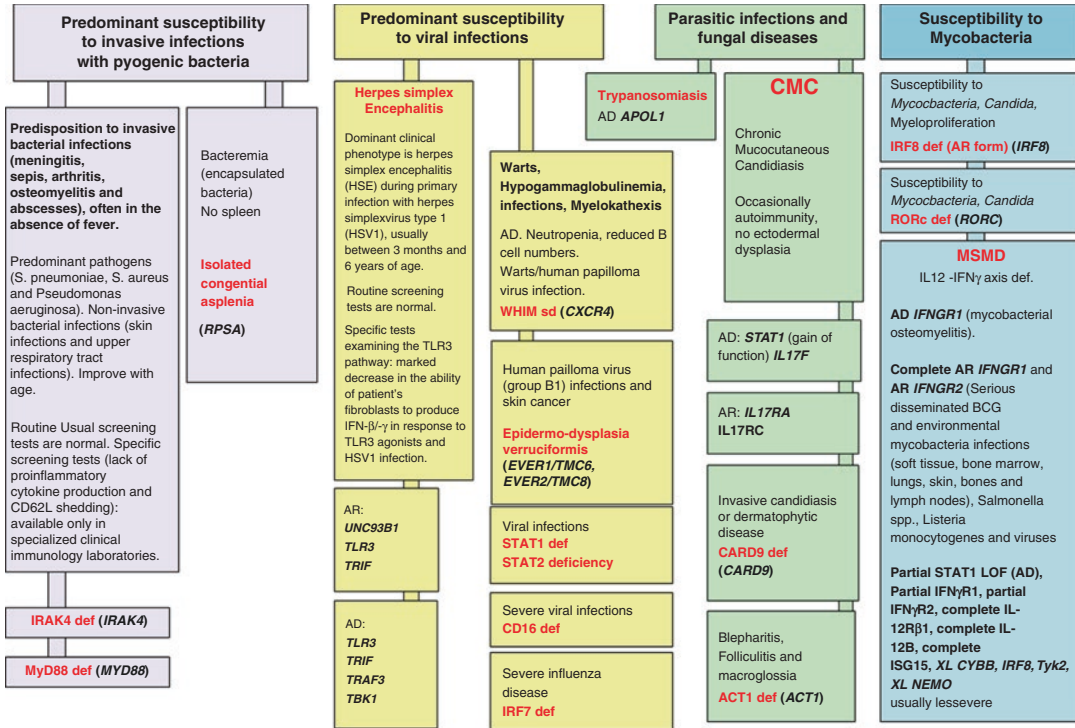 Predominant susceptibility
to invasive infections
with pyogenic bacteria
Predisposition to invasive
bacterial infections
(meningitis,
sepsis, arthritis,
osteomyelitis and
abscesses), often in the
absence of fever.
Predominant pathogens
(S. pneumoniae, S. aureus
and Pseudomonas
aeruginosa). Non-invasive
bacterial infections (skin
infections and upper
respiratory tract
infections). Improve with
age.
Routine Usual screening
tests are normal. Specific
screening tests (lack of
proinflammatory
cytokine production and
CD62L shedding):
available only in
specialized clinical
immunology laboratories.
IRAK4 def (IRAK4)
MyD88 def (MYD88)
Bacteremia
(encapsulated
bacteria)
No spleen
Isolated
congential
asplenia
(RPSA)
Predominant susceptibility
to viral infections
Herpes simplex
Encephalitis
Dominant clinical
phenotype is herpes
simplex encephalitis
(HSE) during primary
infection with herpes
simplexvirus type 1
(HSV1), usually
between 3 months and
6 years of age.
Routine screening
tests are normal.
Specific tests
examining the TLR3
pathway: marked
decrease in the ability
of patient's
fibroblasts to produce
IFN-β/-γ in response to
TLR3 agonists and
HSV1 infection.
AR:
UNC93B1
TLR3
TRIF
AD:
TLR3
TRIF
TRAF3
TBK1
Warts,
Hypogammaglobulinemia,
infections, Myelokathexis
AD. Neutropenia, reduced B
cell numbers.
Warts/human papilloma
virus infection.
WHIM sd (CXCR4)
Human pailloma virus
(group B1) infections and
skin cancer
Epidermo-dysplasia
verruciformis
(EVER1/TMC6,
EVER2/TMC8)
Viral infections
STAT1 def
STAT2 deficiency
Severe viral infections
CD16 def
Severe influenza
disease
IRF7 def
Parasitic infections and
fungal diseases
Trypanosomiasis
AD APOL1
CMC
Chronic
Mucocutaneous
Candidiasis
Occasionally
autoimmunity,
no ectodermal
dysplasia
AD: STAT1 (gain of
function) IL17F
AR: IL17RA
IL17RC
Invasive candidiasis
or dermatophytic
disease
CARD9 def
(CARD9)
Blepharitis,
Folliculitis and
macroglossia
ACT1 def (ACT1)
Susceptibility to
Mycobacteria
Susceptibility to
Mycocbacteria, Candida,
Myeloproliferation
IRF8 def (AR form) (IRF8)
Susceptibility to
Mycocbacteria, Candida
RORc def (RORC)
MSMD
IL12 -IFNγ axis def.
AD IFNGR1 (mycobacterial
osteomyelitis).
Complete AR IFNGR1 and
AR IFNGR2 (Serious
disseminated BCG
and environmental
mycobacteria infections
(soft tissue, bone marrow,
lungs, skin, bones and
lymph nodes), Salmonella
spp., Listeria
monocytogenes and viruses
Partial STAT1 LOF (AD),
Partial IFNγR1, partial
IFNγR2, complete IL-
12Rβ1, complete IL-
12B, complete
ISG15, XL CYBB, IRF8, Tyk2,
XL NEMO
usually lessevere